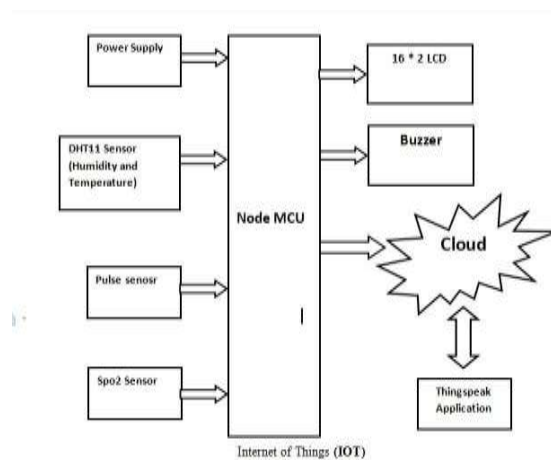 Power Supply
16 * 2 LCD
DHT11 Sensor
(Humidity and
Temperature)
Buzzer
Node MCU
Cloud
Pulse senosr
Spo2 Sensor
Thingspeak
Application
Internet of Things (IOT)